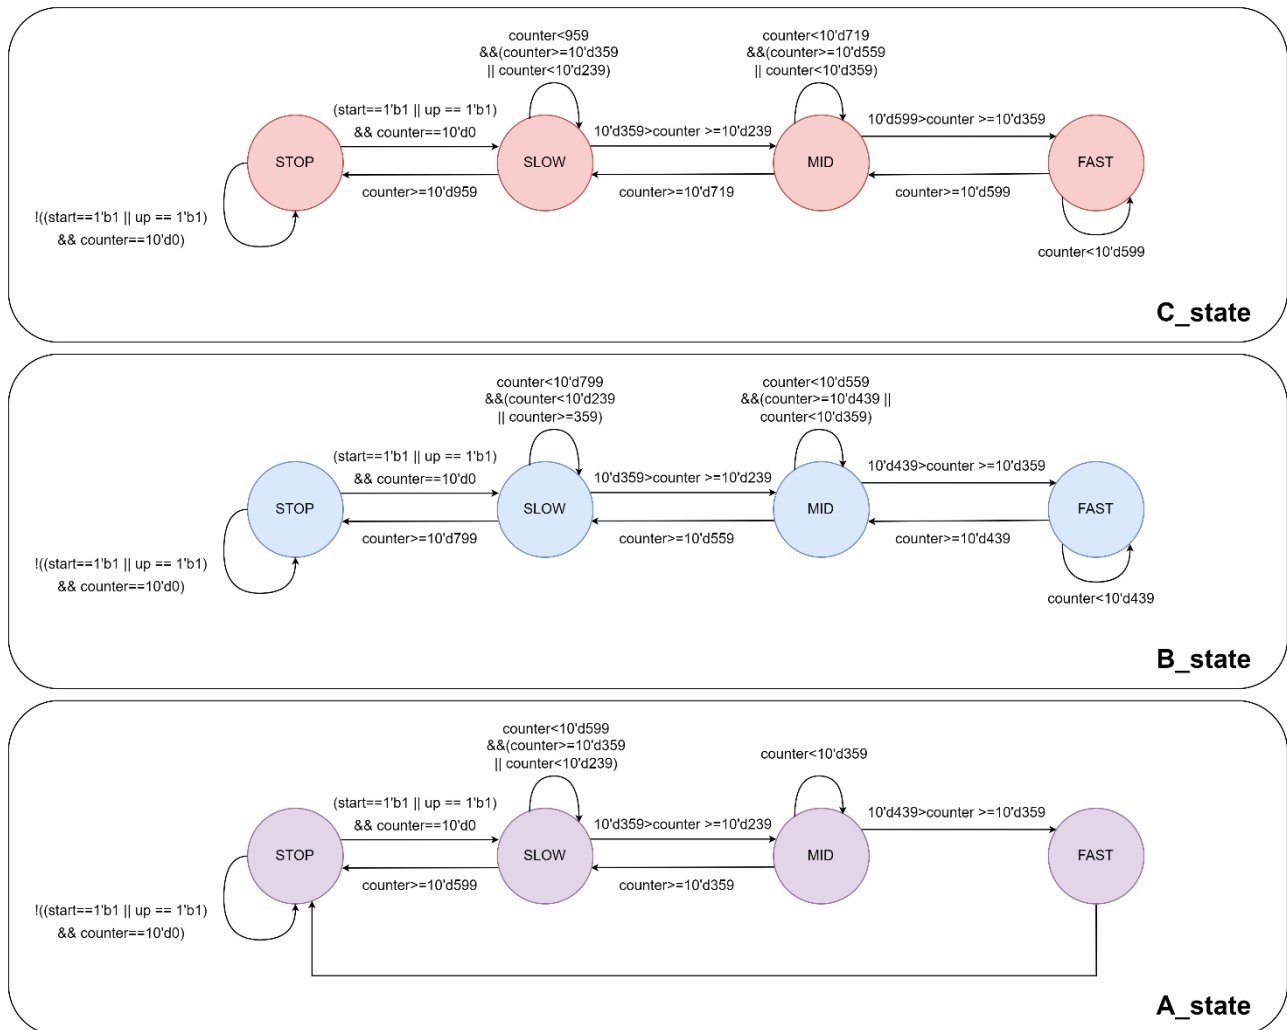 counter<959
&&(counter>=10'd359
|| counter<10'd239)
counter<10'd719
&&(counter>=10'd559
|| counter<10'd359)
(start==1'b1 || up == 1'b1)
&& counter==10'd0
10'd359>counter >=10'd239
10'd599>counter >=10'd359
STOP
SLOW
MID
FAST
counter>=10'd959
counter>=10'd719
counter>=10'd599
!((start==1'b1 || up == 1'b1)
&& counter==10'd0)
counter<10'd599
C_state
counter<10'd799
&&(counter<10'd239
|| counter>=359)
counter<10'd559
&&(counter>=10'd439 ||
counter<10'd359)
(start==1'b1 || up == 1'b1)
&& counter==10'd0
10'd359>counter >=10'd239
10'd439>counter >=10'd359
STOP
SLOW
MID
FAST
counter>=10'd799
counter>=10'd559
counter>=10'd439
!((start==1'b1 || up == 1'b1)
&& counter==10'd0)
counter<10'd439
B_state
counter<10'd599
&&(counter>=10'd359
|| counter<10'd239)
counter<10'd359
(start==1'b1 || up == 1'b1)
&& counter==10'd0
10'd359>counter >=10'd239
10'd439>counter >=10'd359
STOP
SLOW
MID
FAST
counter>=10'd599
counter>=10'd359
!((start==1'b1 || up == 1'b1)
&& counter==10'd0)
A_state